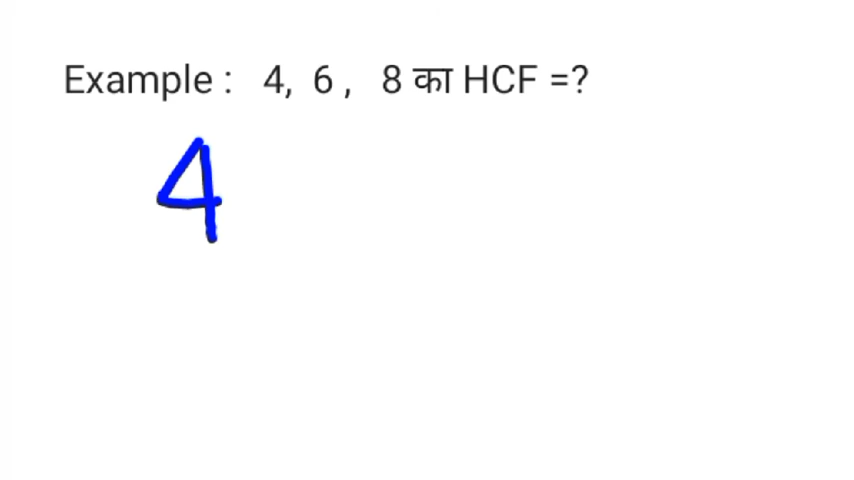 Example : 4, 6 , 8 का HCF =?
4